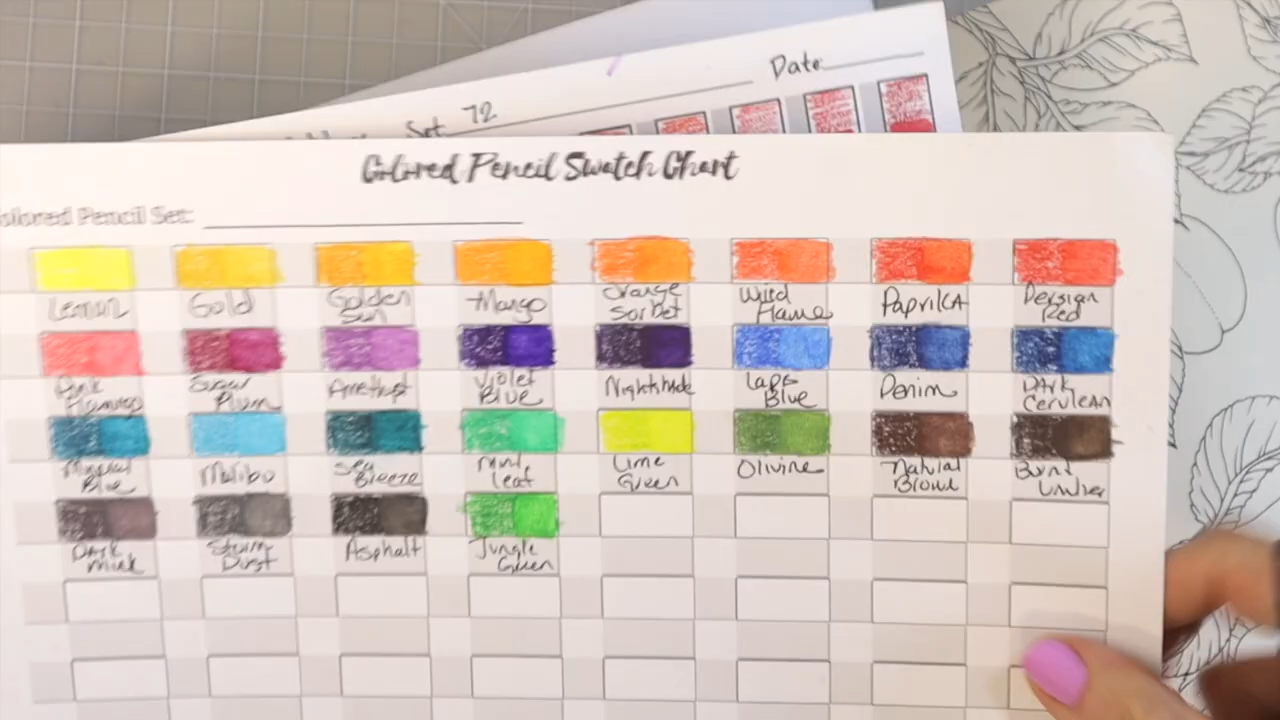 Date
Set 72
Colored Pencil Swatch Chart
Colored Pencil Set:
Lemon Gold Golden Sun Mango Orange Sorbet Wild Flame Paprika Persian Red
Pink Flamingo Sugar Plum Amethyst Violet Blue Nightshade Lapis Blue Denim Dark Cerulean
Mineral Blue Malibo Sea Breeze Mint Leaf Lime Green Olivine Natural Brown Burnt Umber
Dark Mink Storm Dust Asphalt Jungle Green